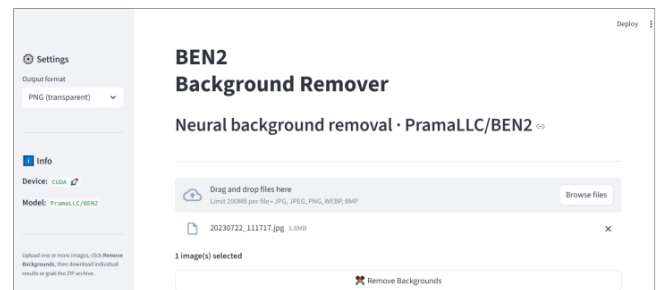 Deploy
Settings
Output format
PNG (transparent)
Info
Device: CUDA
Model: PramaLLC/BEN2
Upload one or more images, click Remove
Backgrounds, then download individual
results or grab the ZIP archive.
BEN2
Background Remover
Neural background removal · PramaLLC/BEN2
Drag and drop files here
Limit 200MB per file • JPG, JPEG, PNG, WEBP, BMP
Browse files
20230722_111717.jpg 3.8MB
1 image(s) selected
Remove Backgrounds